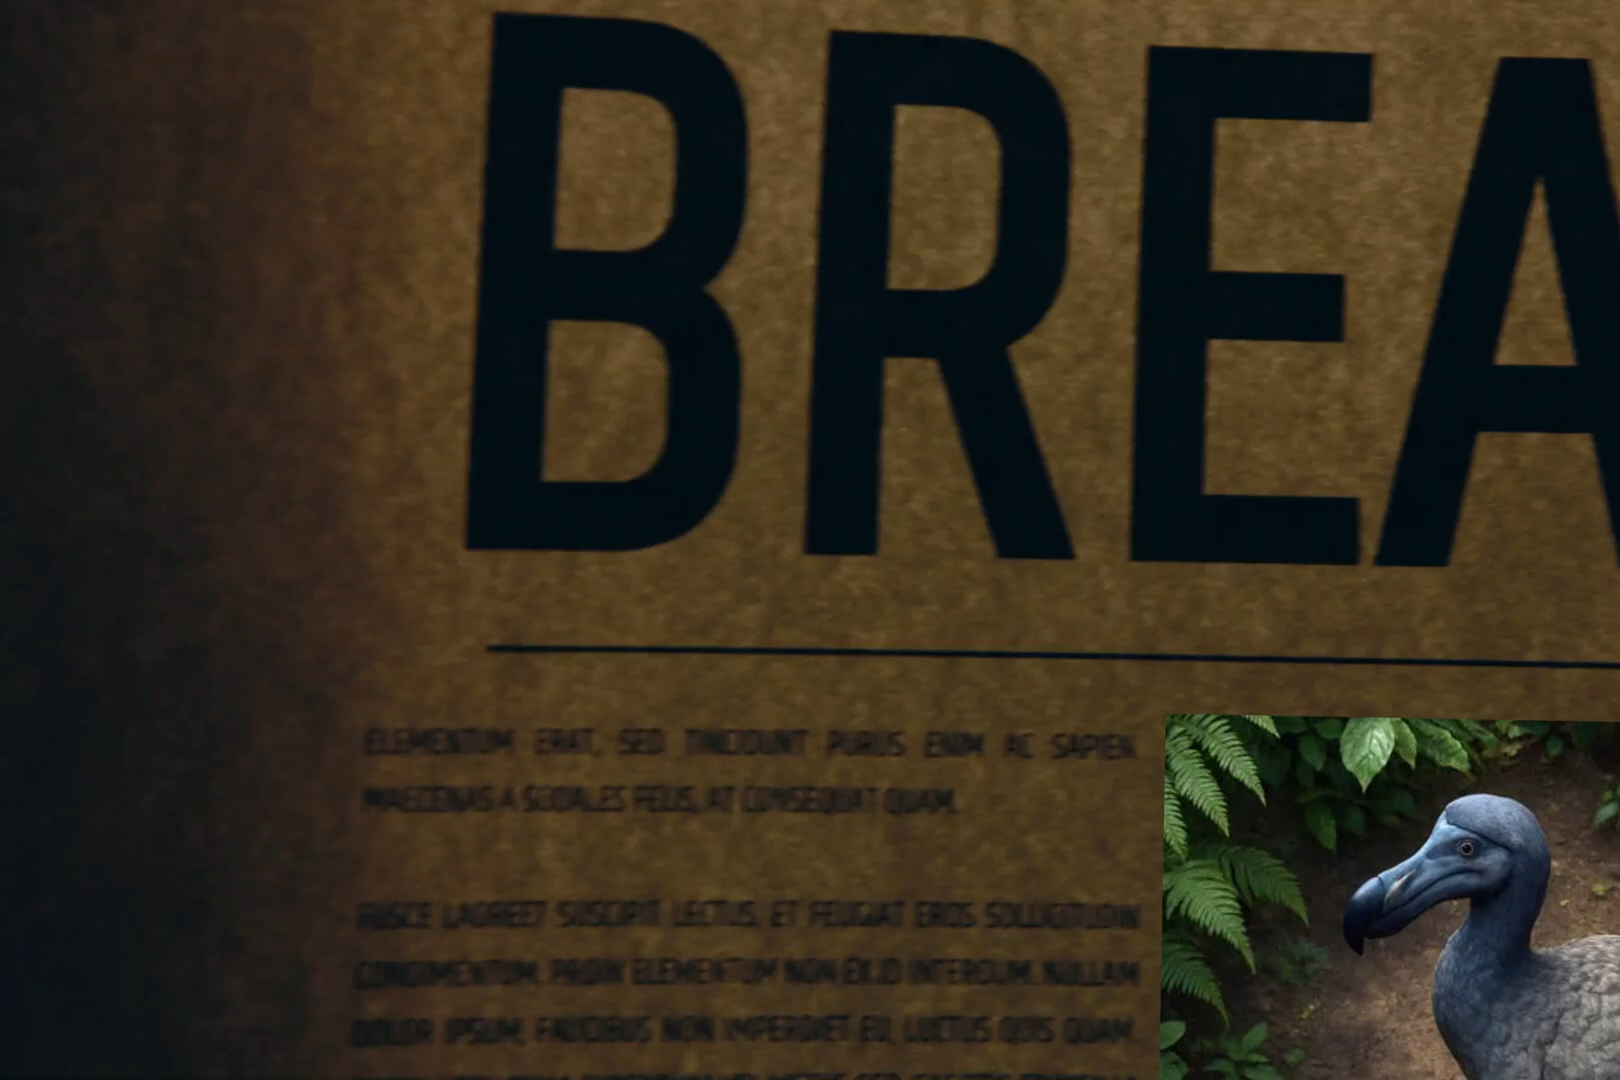 BREA
ELEMENTUM ERAT, SED TINCIDUNT PURUS ENIM AC SAPIEN.
MAECENAS A SODALES FELIS, AT CONSEQUAT QUAM.
FUSCE LAOREET SUSCIPIT LECTUS, ET FEUGIAT EROS SOLLICITUDIN
CONDIMENTUM. PROIN ELEMENTUM NON INTERDUM. NULLAM
DOLOR IPSUM, FAUCIBUS NON IMPERDIET EU, LUCTUS QUIS QUAM.